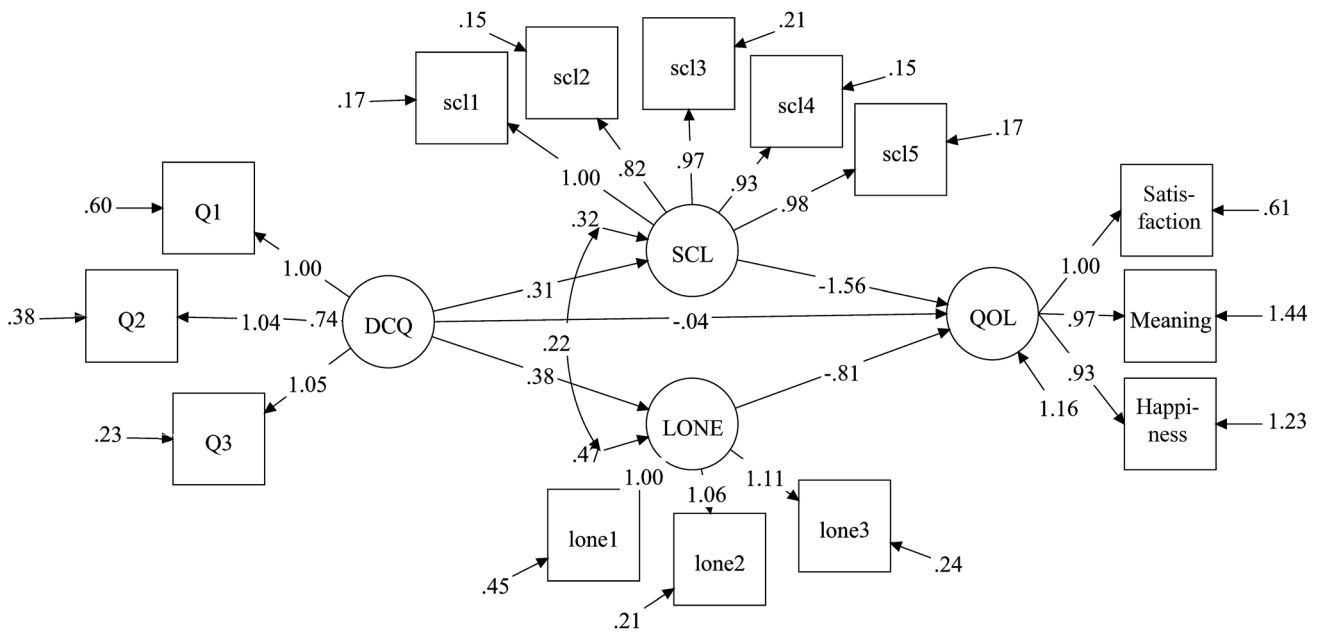 .15
.21
scl3
scl2
.15
scl4
.17
scl1
.17
scl5
.97
.82
.93
1.00
.98
Satis-
faction
.61
.60
Q1
.32
SCL
1.00
1.00
-1.56
.31
.38
Q2
1.04
.74
DCQ
-.04
QOL
.97
Meaning
1.44
.22
.38
-.81
.93
1.05
1.16
Happi-
ness
1.23
.23
Q3
LONE
.47
1.00
1.06
1.11
lone1
lone2
lone3
.45
.21
.24